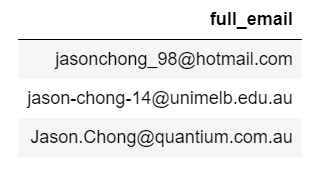 full_email
jasonchong_98@hotmail.com
jason-chong-14@unimelb.edu.au
Jason.Chong@quantium.com.au